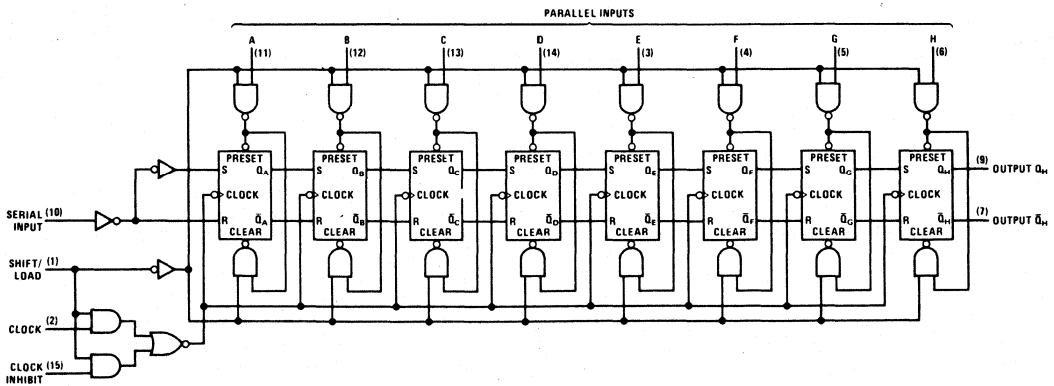 PARALLEL INPUTS
A B C D E F G H
(11) (12) (13) (14) (3) (4) (5) (6)
PRESET PRESET PRESET PRESET PRESET PRESET PRESET PRESET
S QA S QB S QC S QD S QE S QF S QG S QH (9) OUTPUT QH
CLOCK CLOCK CLOCK CLOCK CLOCK CLOCK CLOCK CLOCK
SERIAL INPUT (10) R Q̄A R Q̄B R Q̄C R Q̄D R Q̄E R Q̄F R Q̄G R Q̄H (7) OUTPUT Q̄H
CLEAR CLEAR CLEAR CLEAR CLEAR CLEAR CLEAR CLEAR
SHIFT/ (1)
LOAD
CLOCK (2)
CLOCK (15)
INHIBIT